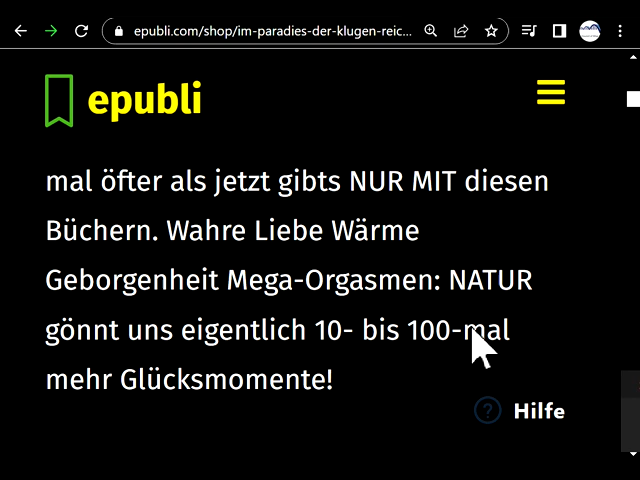 epubli.com/shop/im-paradies-der-klugen-reic...
epubli
mal öfter als jetzt gibts NUR MIT diesen
Büchern. Wahre Liebe Wärme
Geborgenheit Mega-Orgasmen: NATUR
gönnt uns eigentlich 10- bis 100-mal
mehr Glücksmomente!
? Hilfe